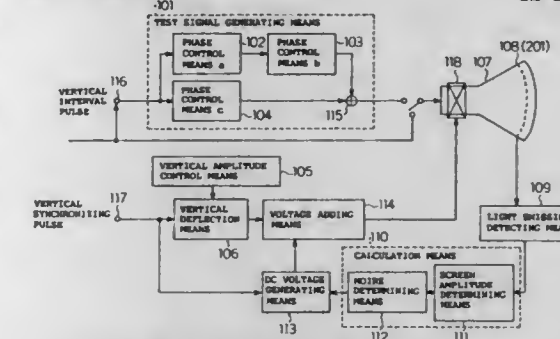 101
TEST SIGNAL GENERATING MEANS
PHASE CONTROL MEANS a
102
PHASE CONTROL MEANS b
103
108 (201)
118
107
VERTICAL INTERVAL PULSE
116
PHASE CONTROL MEANS c
104
115
VERTICAL AMPLITUDE CONTROL MEANS
105
109
VERTICAL SYNCHRONIZING PULSE
117
VERTICAL DEFLECTION MEANS
106
VOLTAGE ADDING MEANS
114
110
LIGHT EMISSION DETECTING MEA
CALCULATION MEANS
DC VOLTAGE GENERATING MEANS
113
MOIRE DETERMINING MEANS
112
SCREEN AMPLITUDE DETERMINING MEANS
111